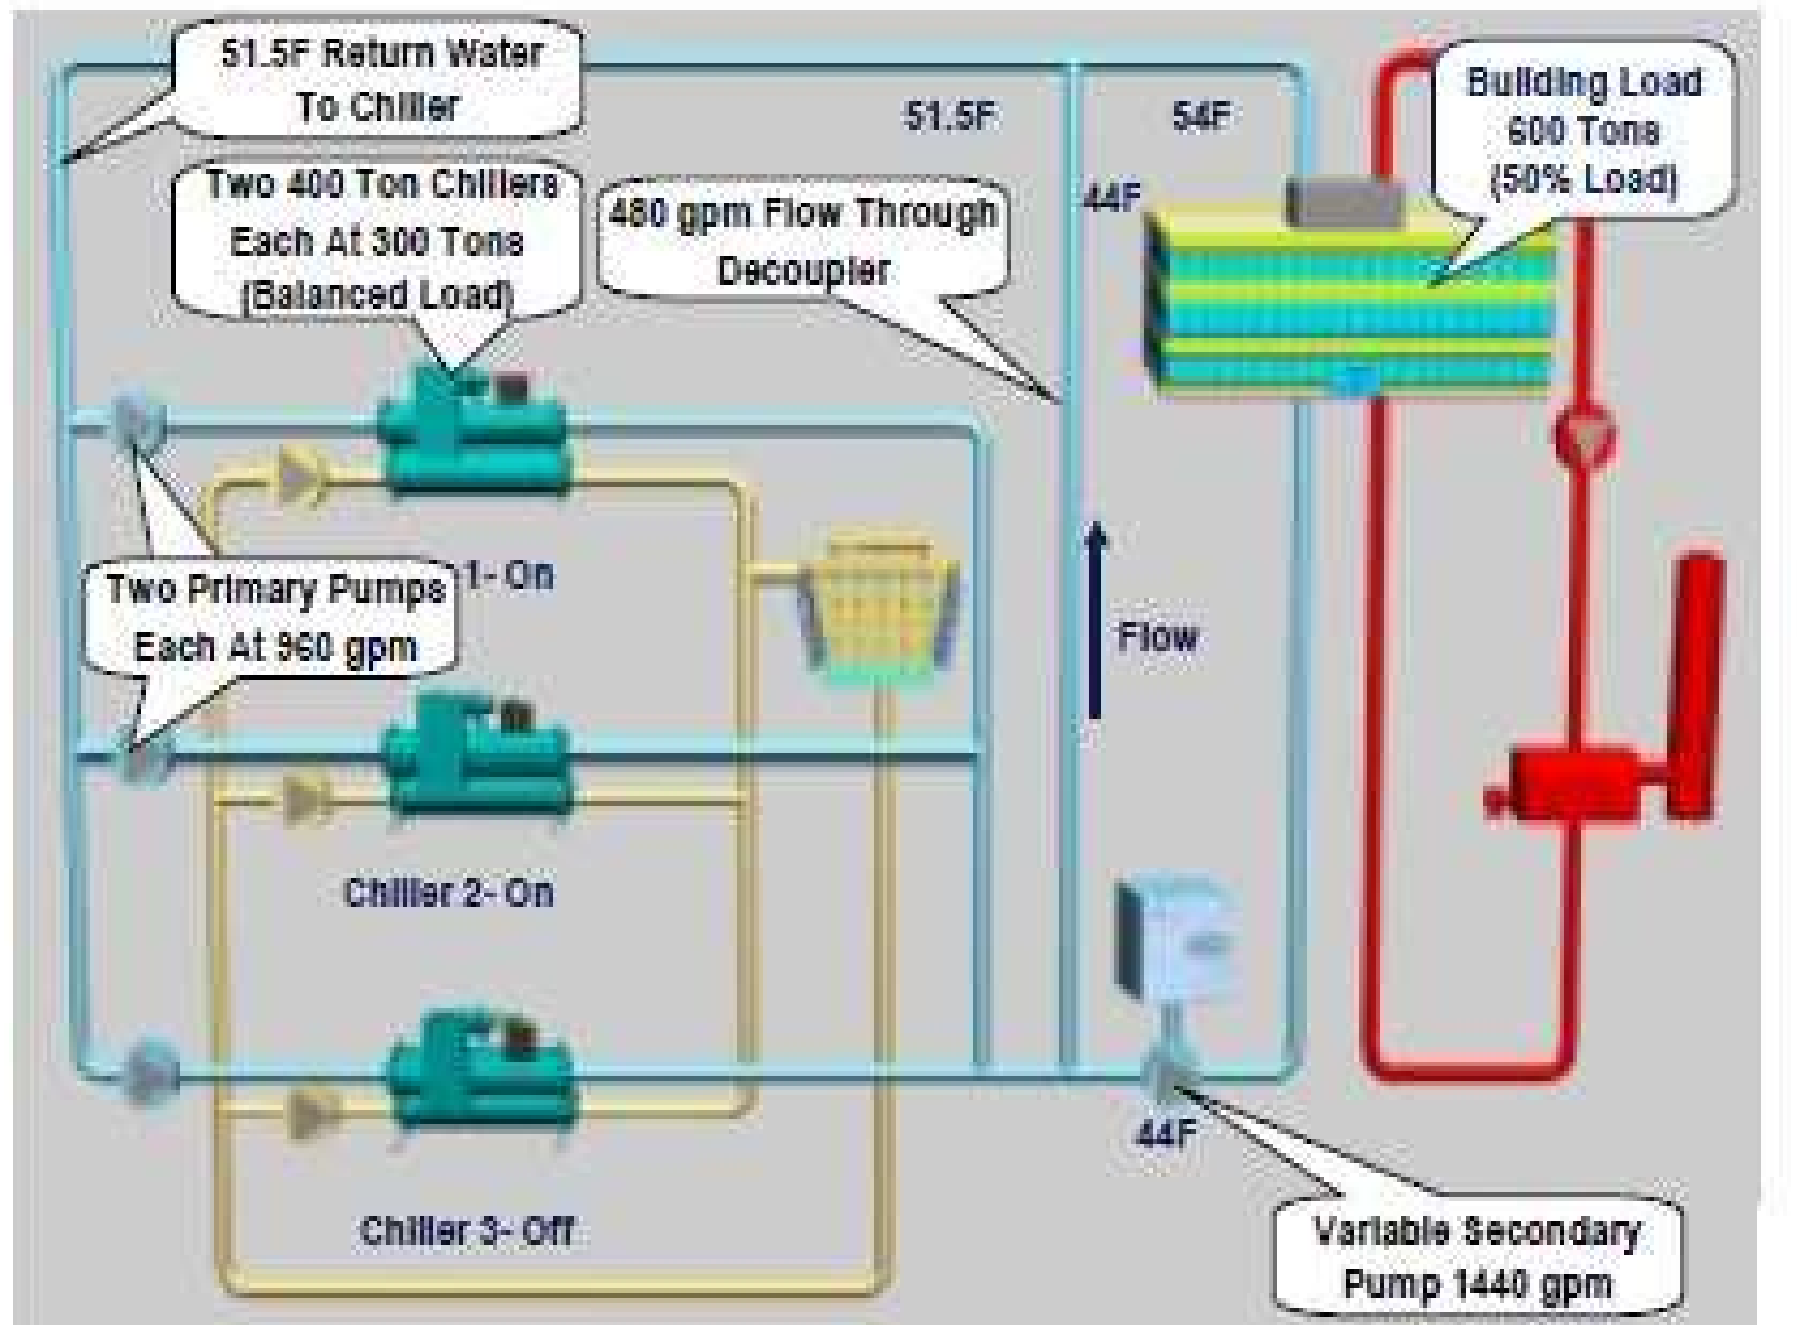 51.5F Return Water
To Chiller
51.5F
54F
Building Load
600 Tons
(50% Load)
Two 400 Ton Chillers
Each At 300 Tons
(Balanced Load)
480 gpm Flow Through
Decoupler
44F
1- On
Two Primary Pumps
Each At 960 gpm
Flow
Chiller 2- On
44F
Chiller 3- Off
Variable Secondary
Pump 1440 gpm